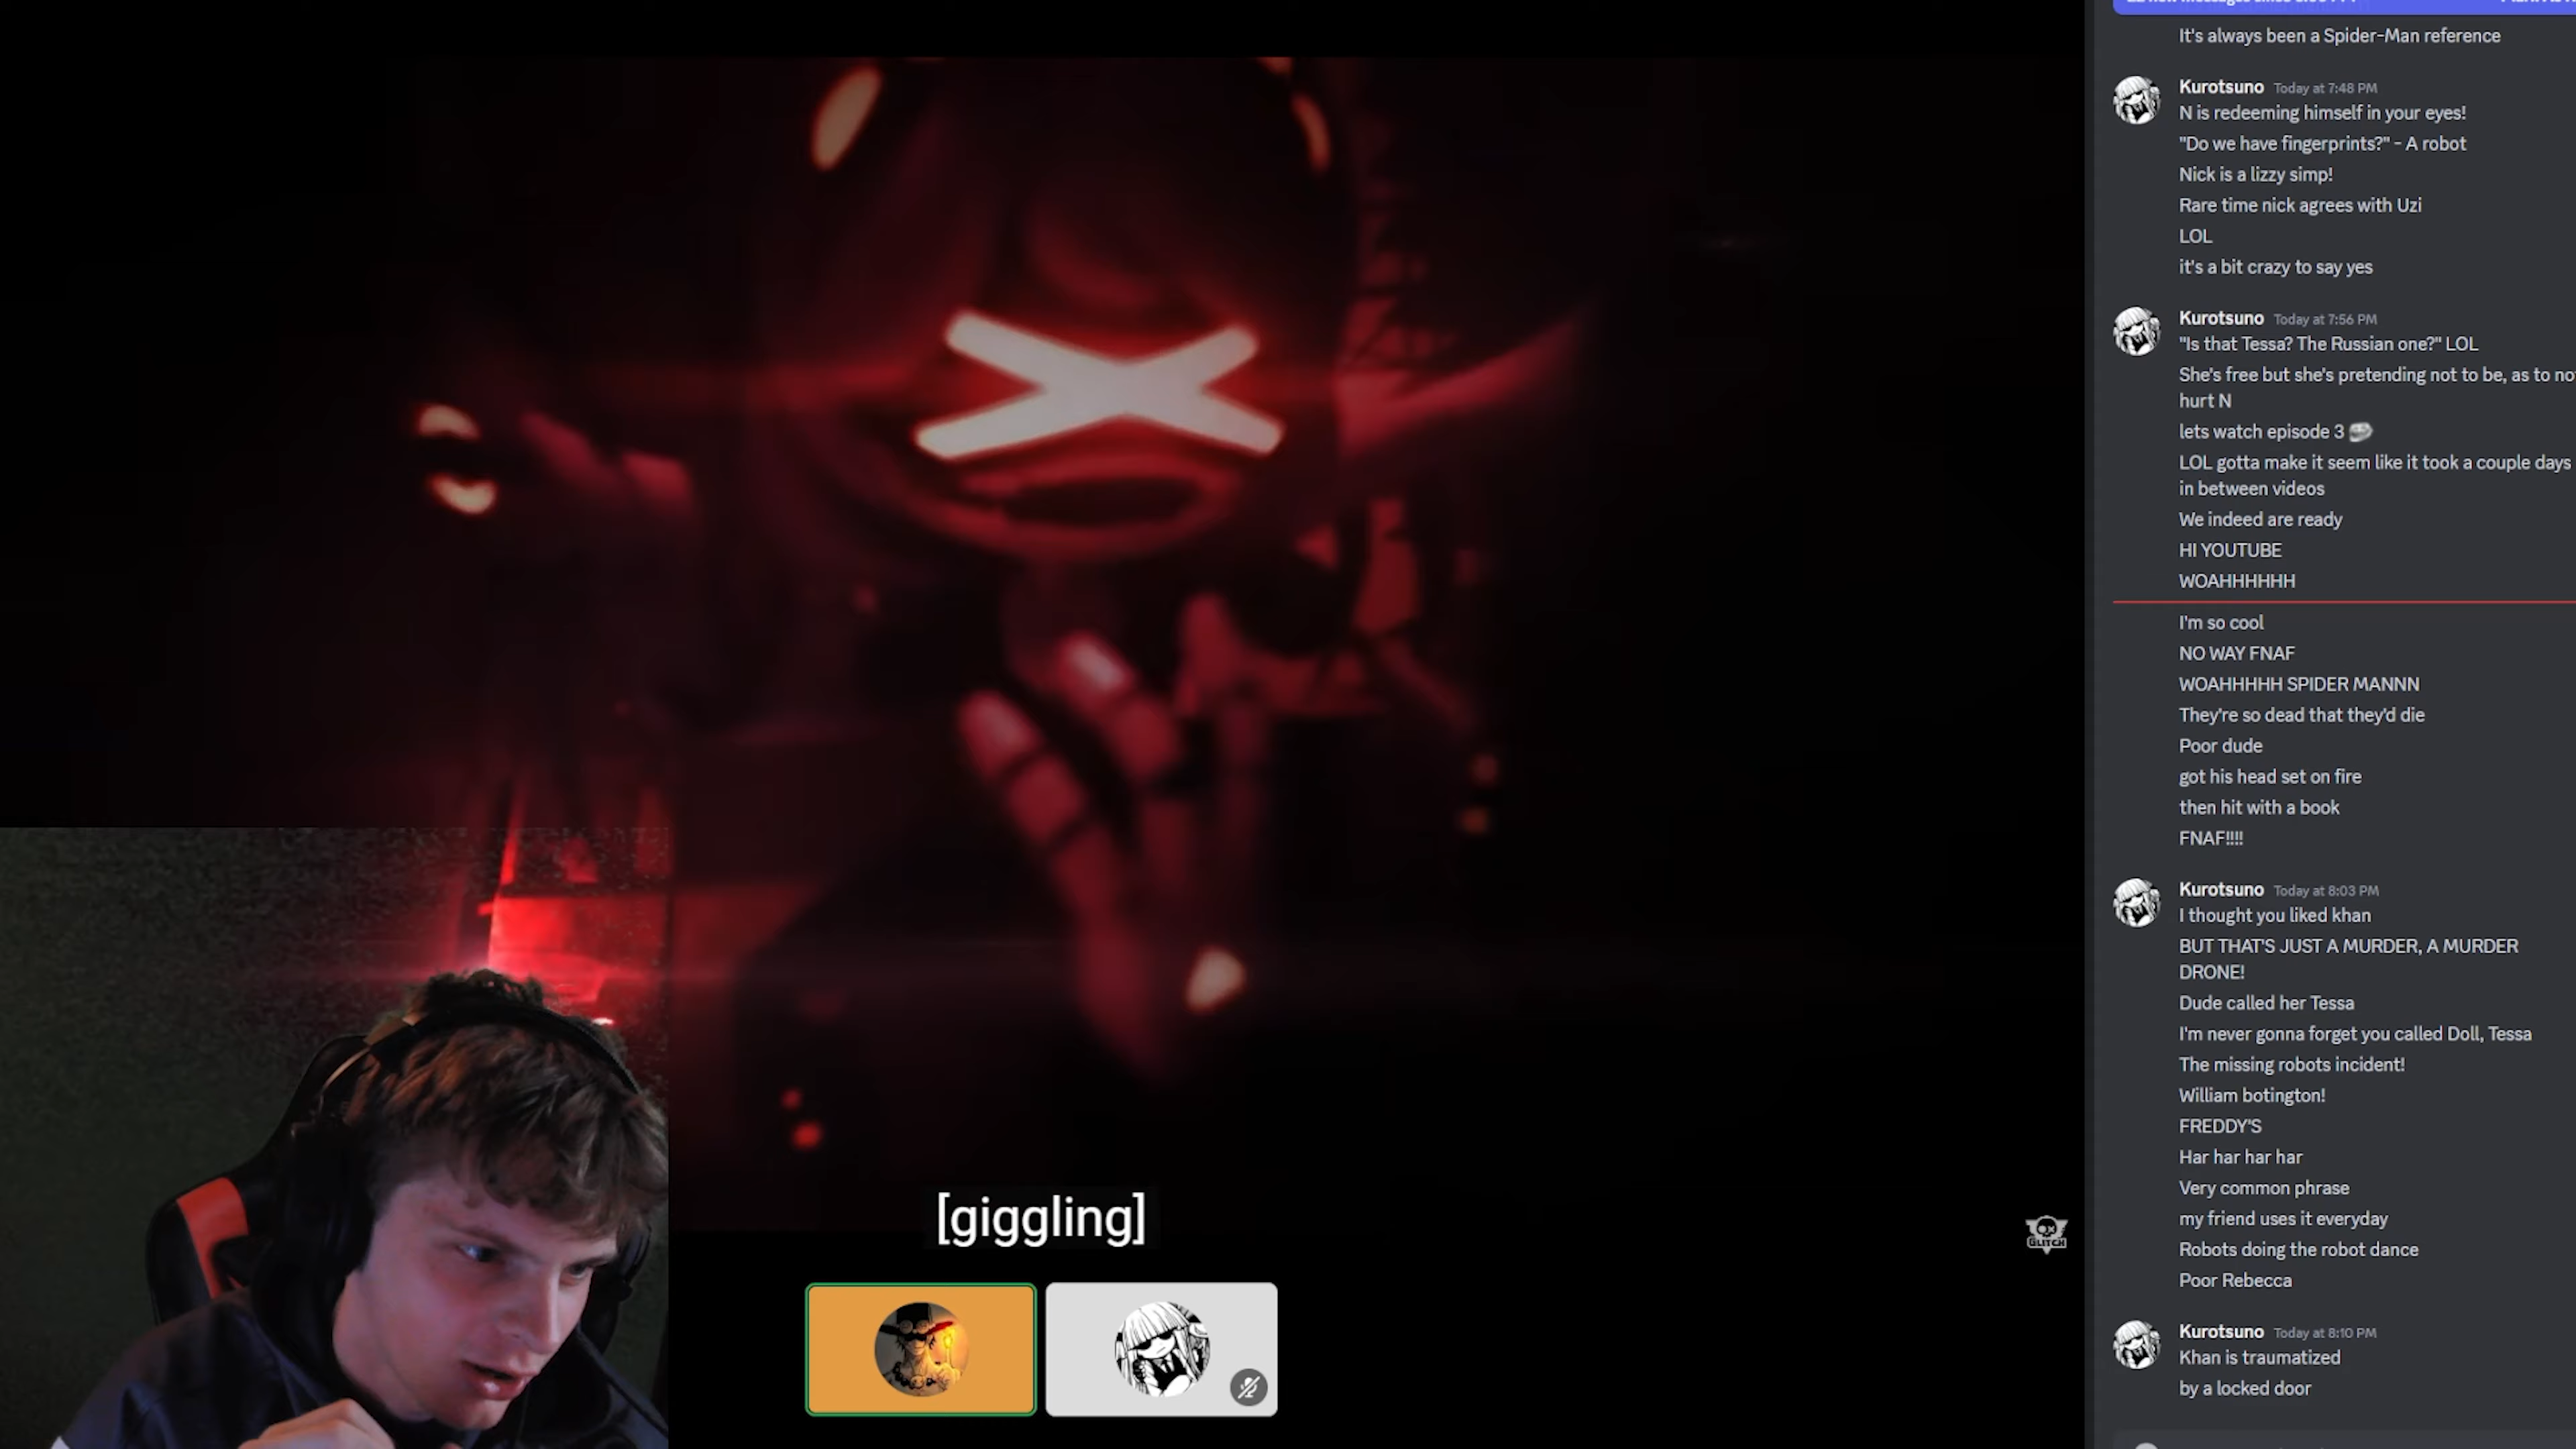 It's always been a Spider-Man reference
Kurotsuno Today at 7:48 PM
N is redeeming himself in your eyes!
"Do we have fingerprints?" - A robot
Nick is a lizzy simp!
Rare time nick agrees with Uzi
LOL
it's a bit crazy to say yes
Kurotsuno Today at 7:56 PM
"Is that Tessa? The Russian one?" LOL
She's free but she's pretending not to be, as to no
hurt N
lets watch episode 3
LOL gotta make it seem like it took a couple days
in between videos
We indeed are ready
HI YOUTUBE
WOAHHHHHH
I'm so cool
NO WAY FNAF
WOAHHHHH SPIDER MANNN
They're so dead that they'd die
Poor dude
got his head set on fire
then hit with a book
FNAF!!!!
Kurotsuno Today at 8:03 PM
I thought you liked khan
BUT THAT'S JUST A MURDER, A MURDER
DRONE!
Dude called her Tessa
I'm never gonna forget you called Doll, Tessa
The missing robots incident!
William botington!
FREDDY'S
Har har har har
Very common phrase
my friend uses it everyday
Robots doing the robot dance
Poor Rebecca
Kurotsuno Today at 8:10 PM
Khan is traumatized
by a locked door
[giggling]
GLITCH